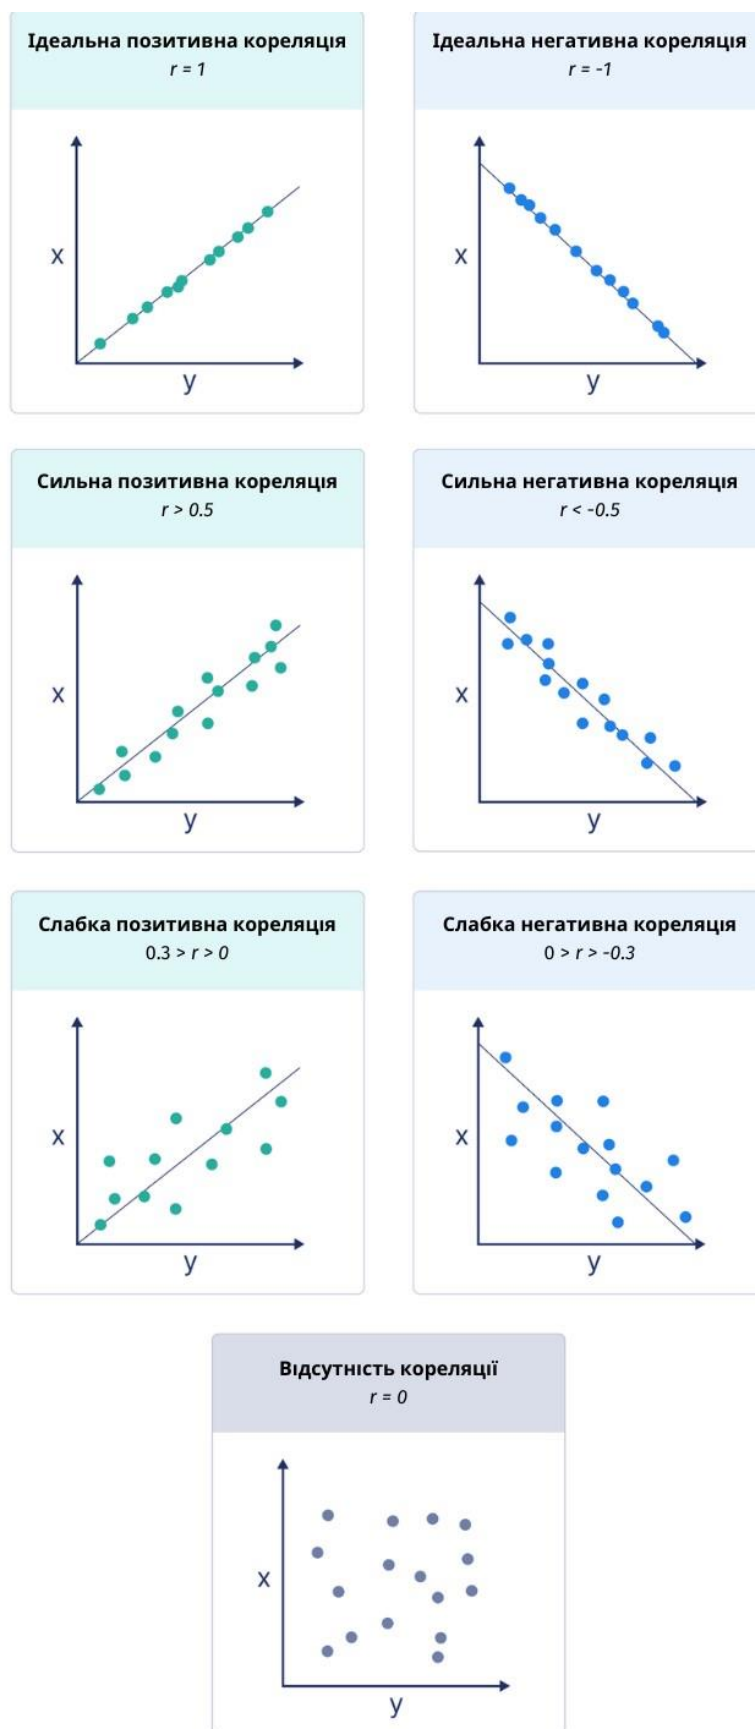 Ідеальна позитивна кореляція
r = 1
x
y
Ідеальна негативна кореляція
r = -1
x
y
Сильна позитивна кореляція
r > 0.5
x
y
Сильна негативна кореляція
r < -0.5
x
y
Слабка позитивна кореляція
0.3 > r > 0
x
y
Слабка негативна кореляція
0 > r > -0.3
x
y
Відсутність кореляції
r = 0
x
y